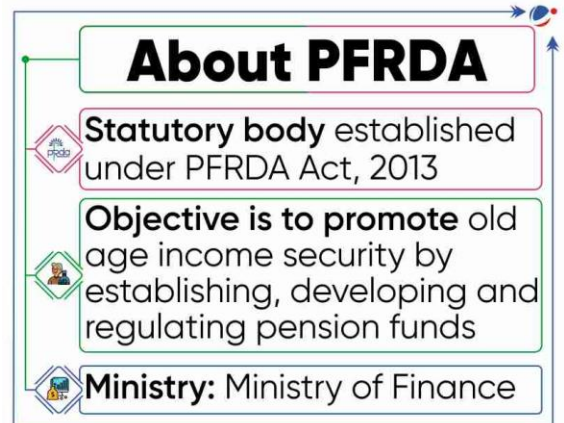 About PFRDA
pfrda
Statutory body established
under PFRDA Act, 2013
Objective is to promote old
age income security by
establishing, developing and
regulating pension funds
Ministry: Ministry of Finance